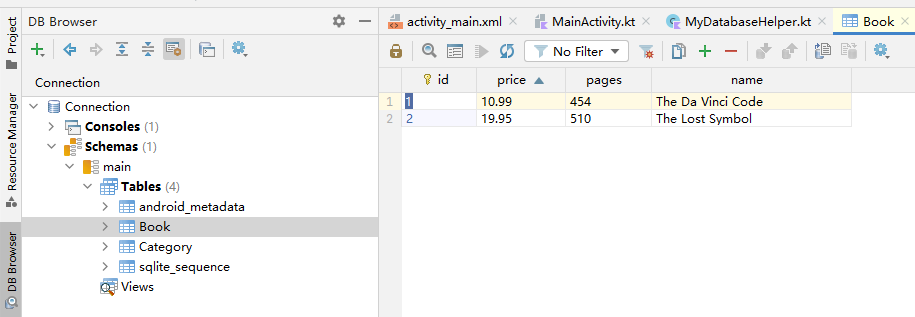 Project
Resource Manager
DB Browser
DB Browser
Connection
Connection
Consoles (1)
Schemas (1)
main
Tables (4)
android_metadata
Book
Category
sqlite_sequence
Views
activity_main.xml
MainActivity.kt
MyDatabaseHelper.kt
Book
No Filter
id price pages name
1 1 10.99 454 The Da Vinci Code
2 2 19.95 510 The Lost Symbol